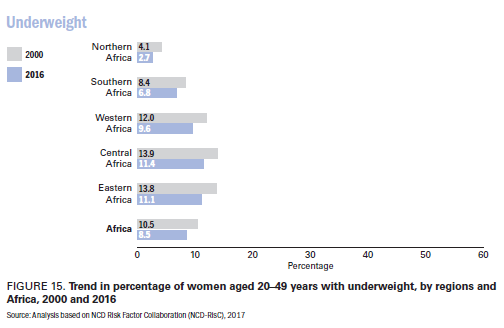 Underweight
2000
2016
Northern 4.1
Africa 2.7
Southern 8.4
Africa 6.8
Western 12.0
Africa 9.6
Central 13.9
Africa 11.4
Eastern 13.8
Africa 11.1
10.5
Africa
8.5
0 10 20 30 40 50 60
Percentage
FIGURE 15. Trend in percentage of women aged 20–49 years with underweight, by regions and
Africa, 2000 and 2016
Source: Analysis based on NCD Risk Factor Collaboration (NCD-RisC), 2017